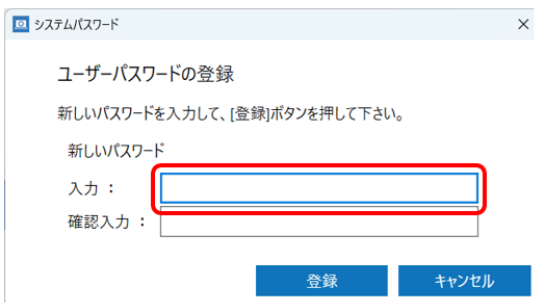 システムパスワード
ユーザーパスワードの登録
新しいパスワードを入力して、[登録]ボタンを押して下さい。
新しいパスワード
入力 :
確認入力 :
登録 キャンセル